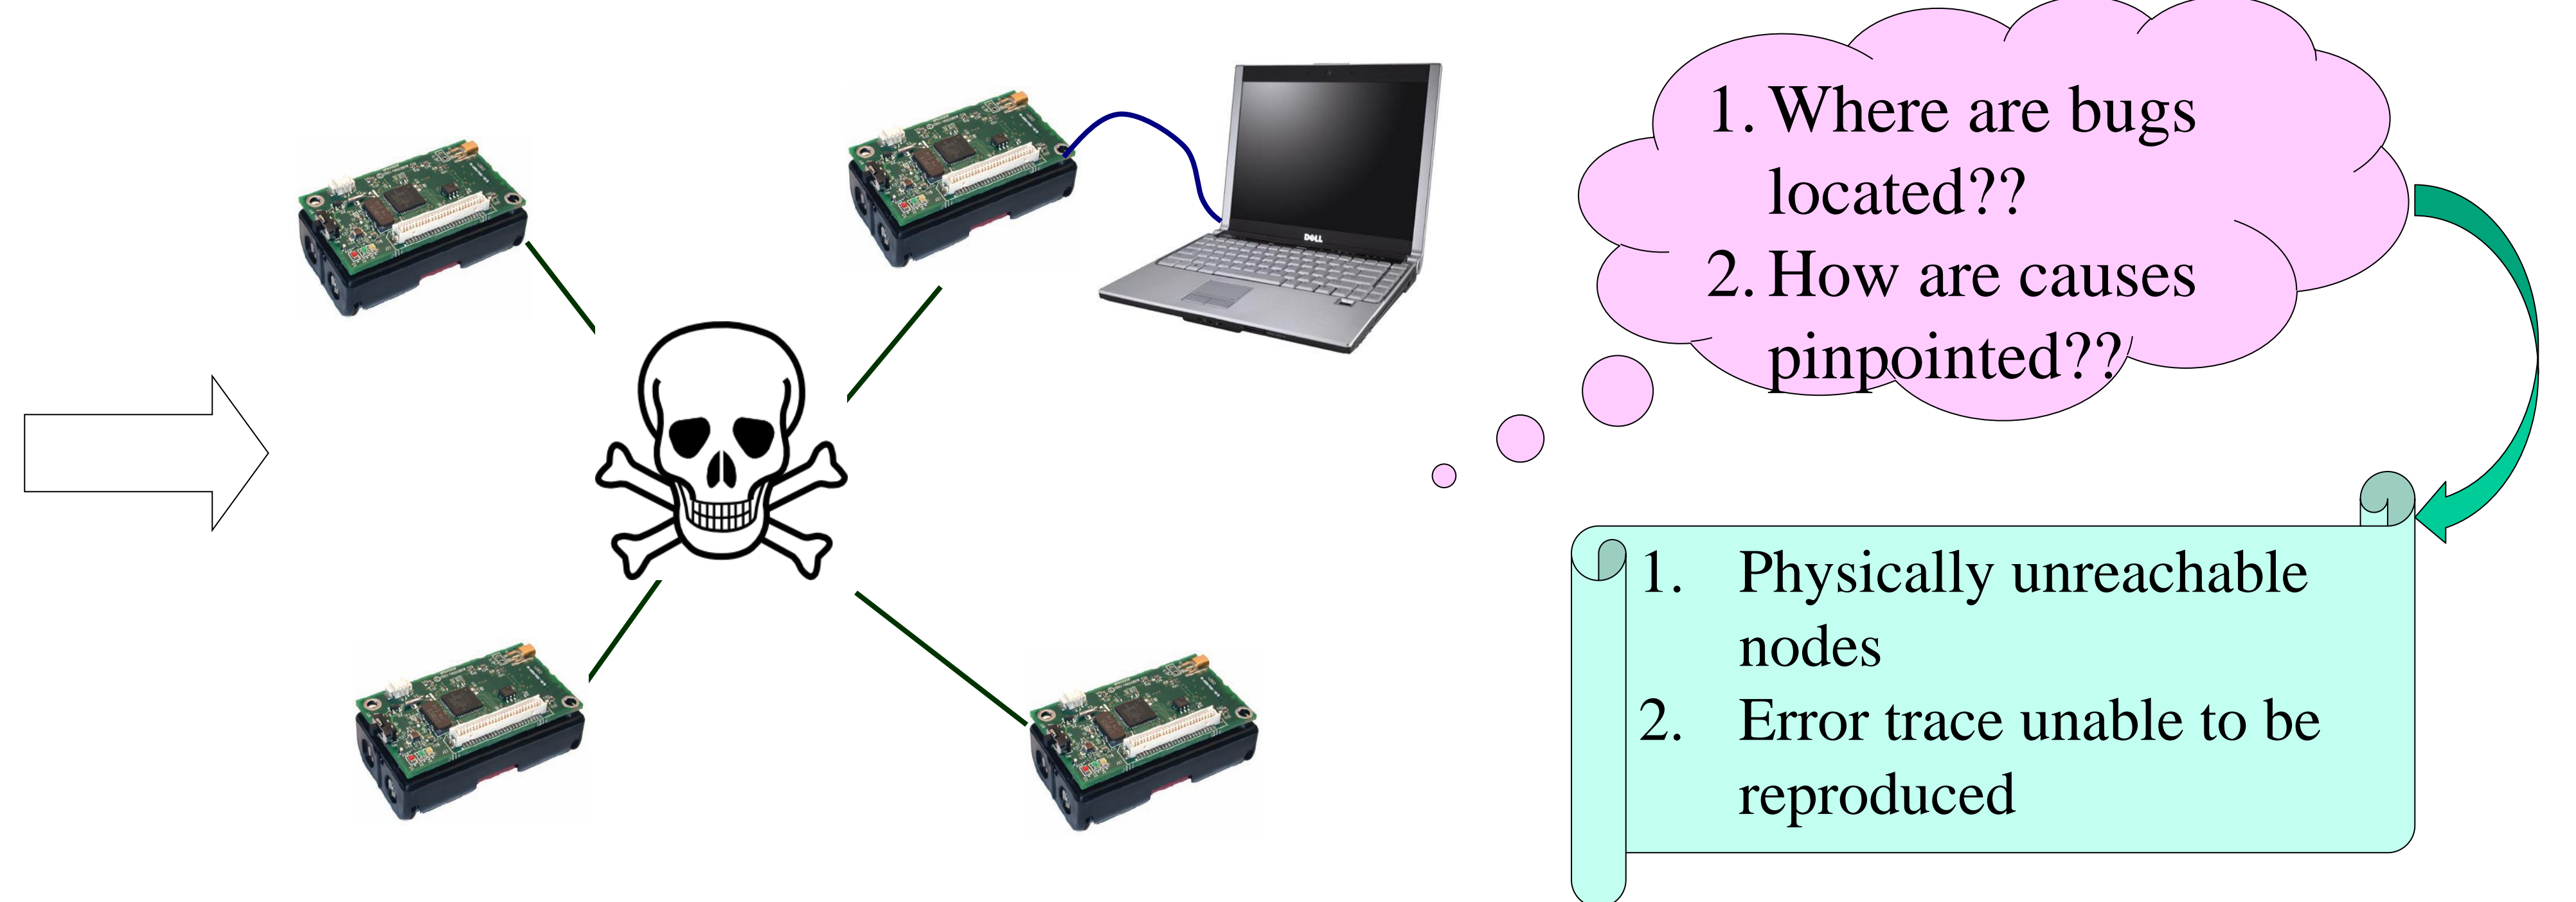 DELL
1. Where are bugs
located??
2. How are causes
pinpointed??
1. Physically unreachable
nodes
2. Error trace unable to be
reproduced